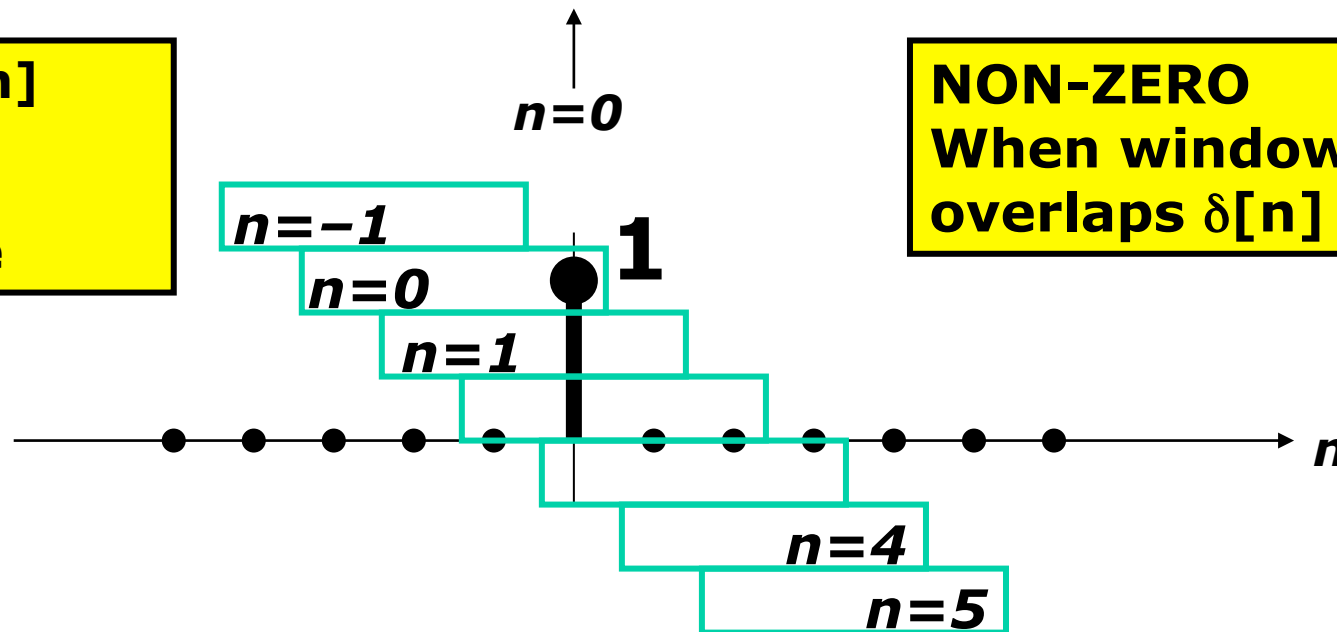 n]
NON-ZERO
When window
overlaps δ[n]
n=0
n=–1
1
n=0
n=1
n
n=4
n=5